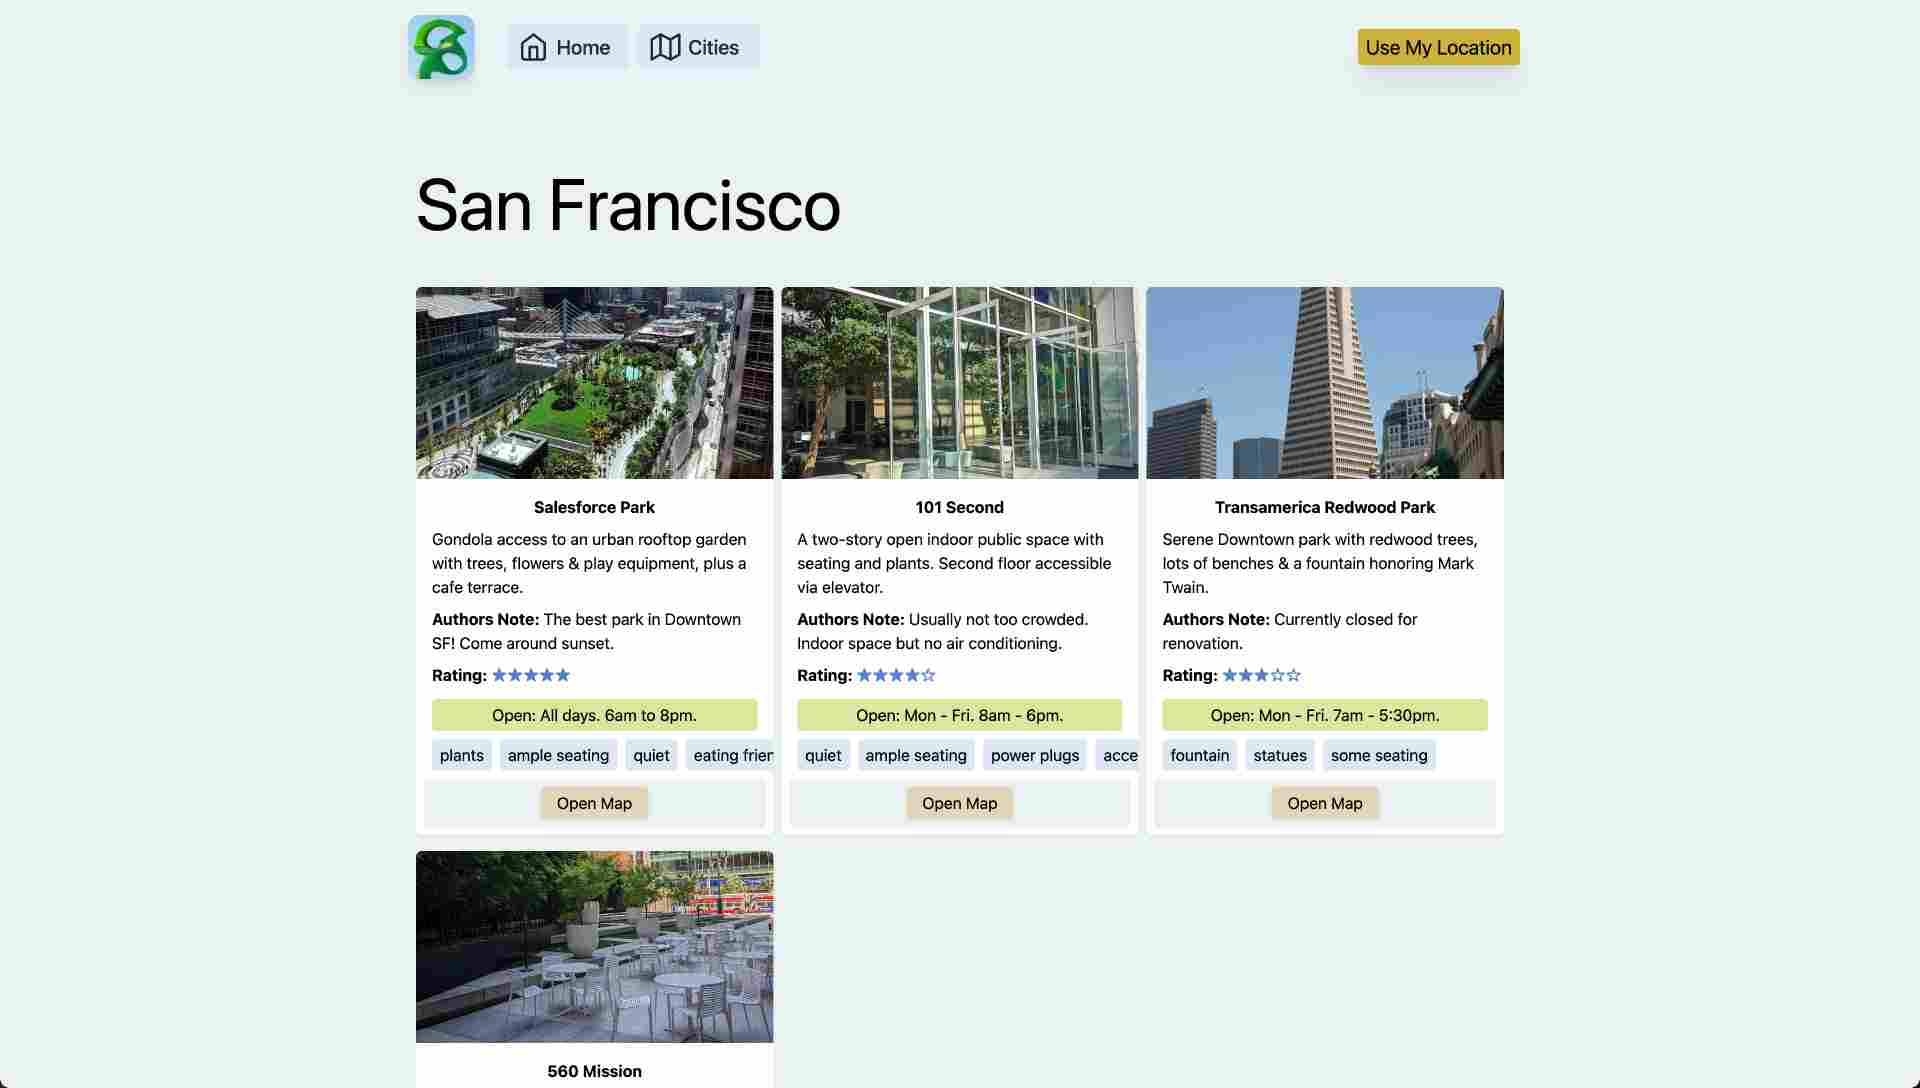 Home
Cities
Use My Location
San Francisco
Salesforce Park
Gondola access to an urban rooftop garden
with trees, flowers & play equipment, plus a
cafe terrace.
Authors Note: The best park in Downtown
SF! Come around sunset.
Rating: ★★★★★
Open: All days. 6am to 8pm.
plants ample seating quiet eating frien
Open Map
101 Second
A two-story open indoor public space with
seating and plants. Second floor accessible
via elevator.
Authors Note: Usually not too crowded.
Indoor space but no air conditioning.
Rating: ★★★★☆
Open: Mon - Fri. 8am - 6pm.
quiet ample seating power plugs acce
Open Map
Transamerica Redwood Park
Serene Downtown park with redwood trees,
lots of benches & a fountain honoring Mark
Twain.
Authors Note: Currently closed for
renovation.
Rating: ★★★☆☆
Open: Mon - Fri. 7am - 5:30pm.
fountain statues some seating
Open Map
560 Mission